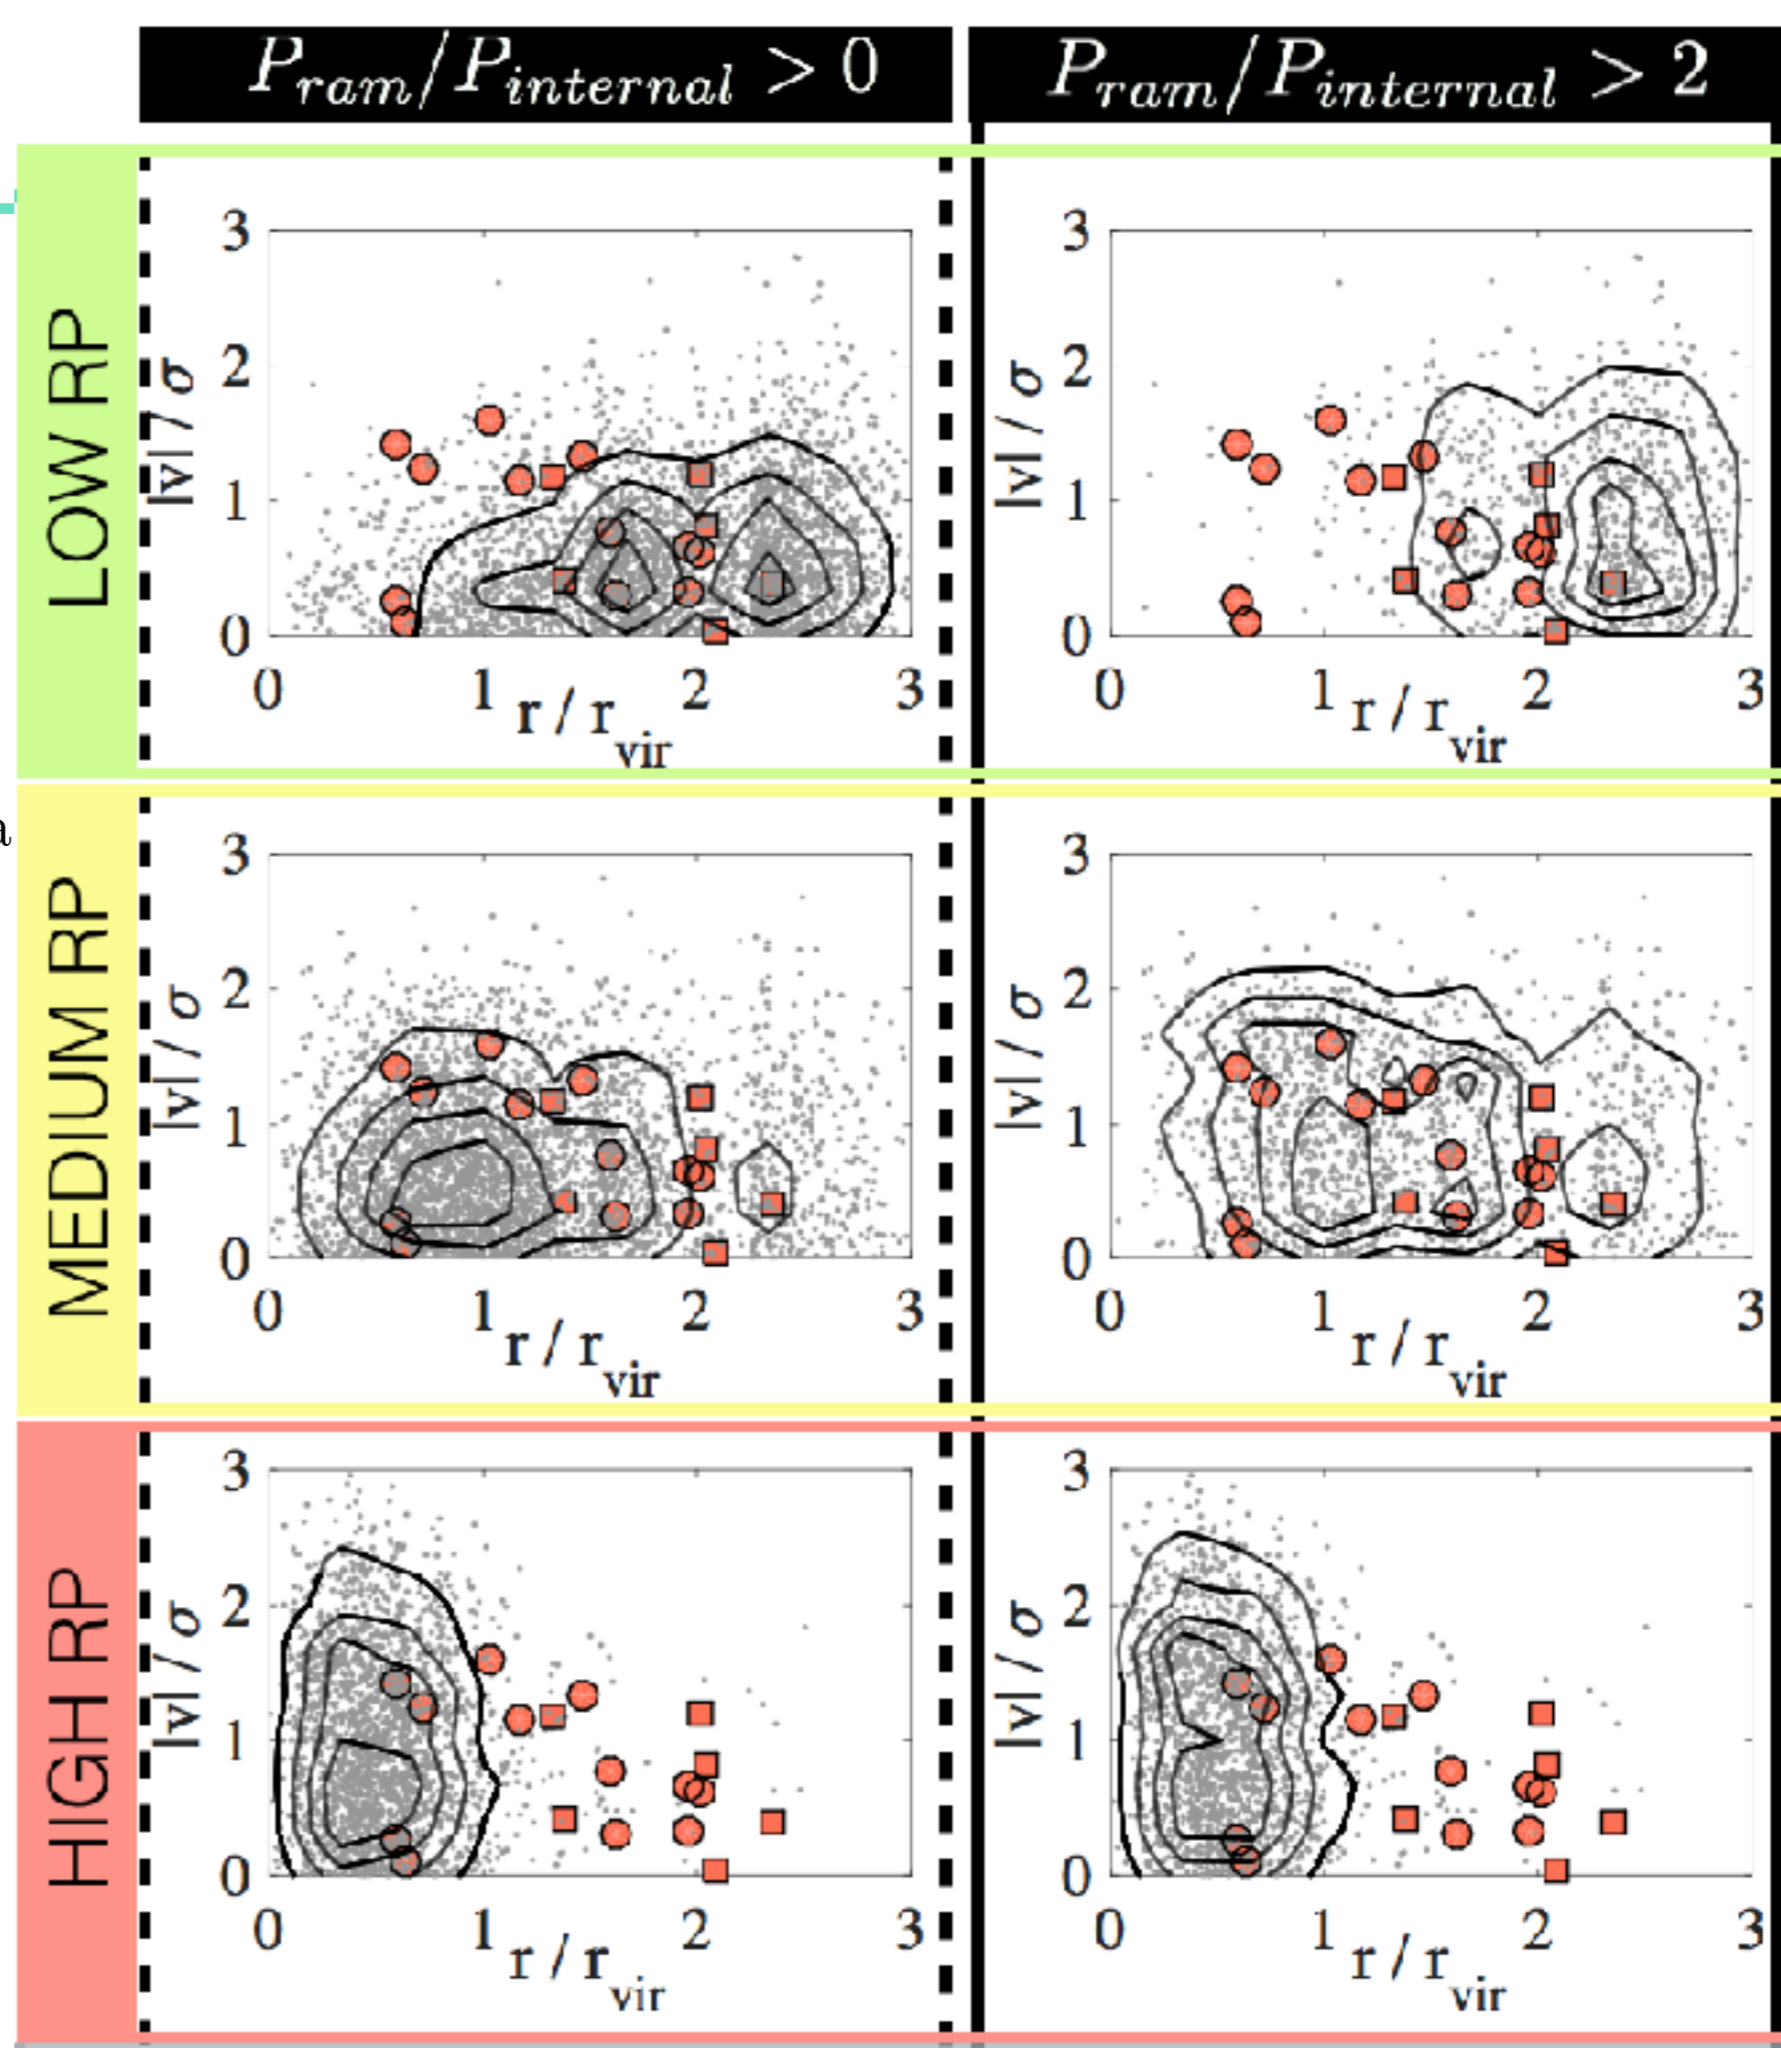 P_ram/P_internal > 0
P_ram/P_internal > 2
LOW RP
|v| / σ
3
2
1
0
0 1 2 3
r / r_vir
|v| / σ
3
2
1
0
0 1 2 3
r / r_vir
a
MEDIUM RP
|v| / σ
3
2
1
0
0 1 2 3
r / r_vir
|v| / σ
3
2
1
0
0 1 2 3
r / r_vir
HIGH RP
|v| / σ
3
2
1
0
0 1 2 3
r / r_vir
|v| / σ
3
2
1
0
0 1 2 3
r / r_vir